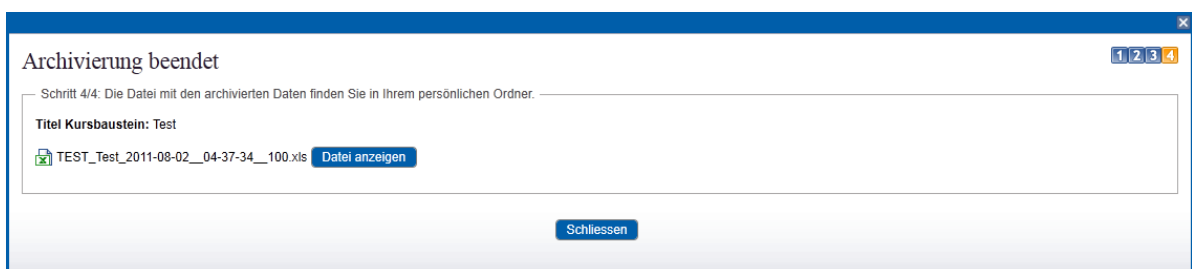 Archivierung beendet
1 2 3 4
Schritt 4/4: Die Datei mit den archivierten Daten finden Sie in Ihrem persönlichen Ordner.
Titel Kursbaustein: Test
TEST_Test_2011-08-02__04-37-34__100.xls Datei anzeigen
Schliessen